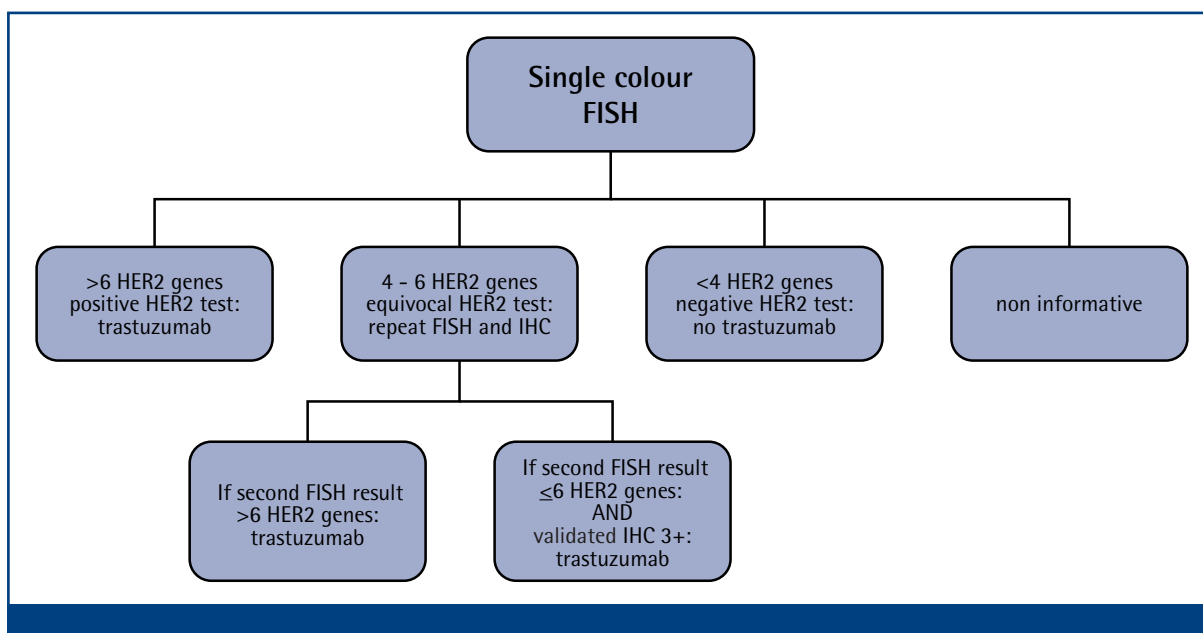 Single colour
FISH
>6 HER2 genes
positive HER2 test:
trastuzumab
4 - 6 HER2 genes
equivocal HER2 test:
repeat FISH and IHC
<4 HER2 genes
negative HER2 test:
no trastuzumab
non informative
If second FISH result
>6 HER2 genes:
trastuzumab
If second FISH result
≤6 HER2 genes:
AND
validated IHC 3+:
trastuzumab